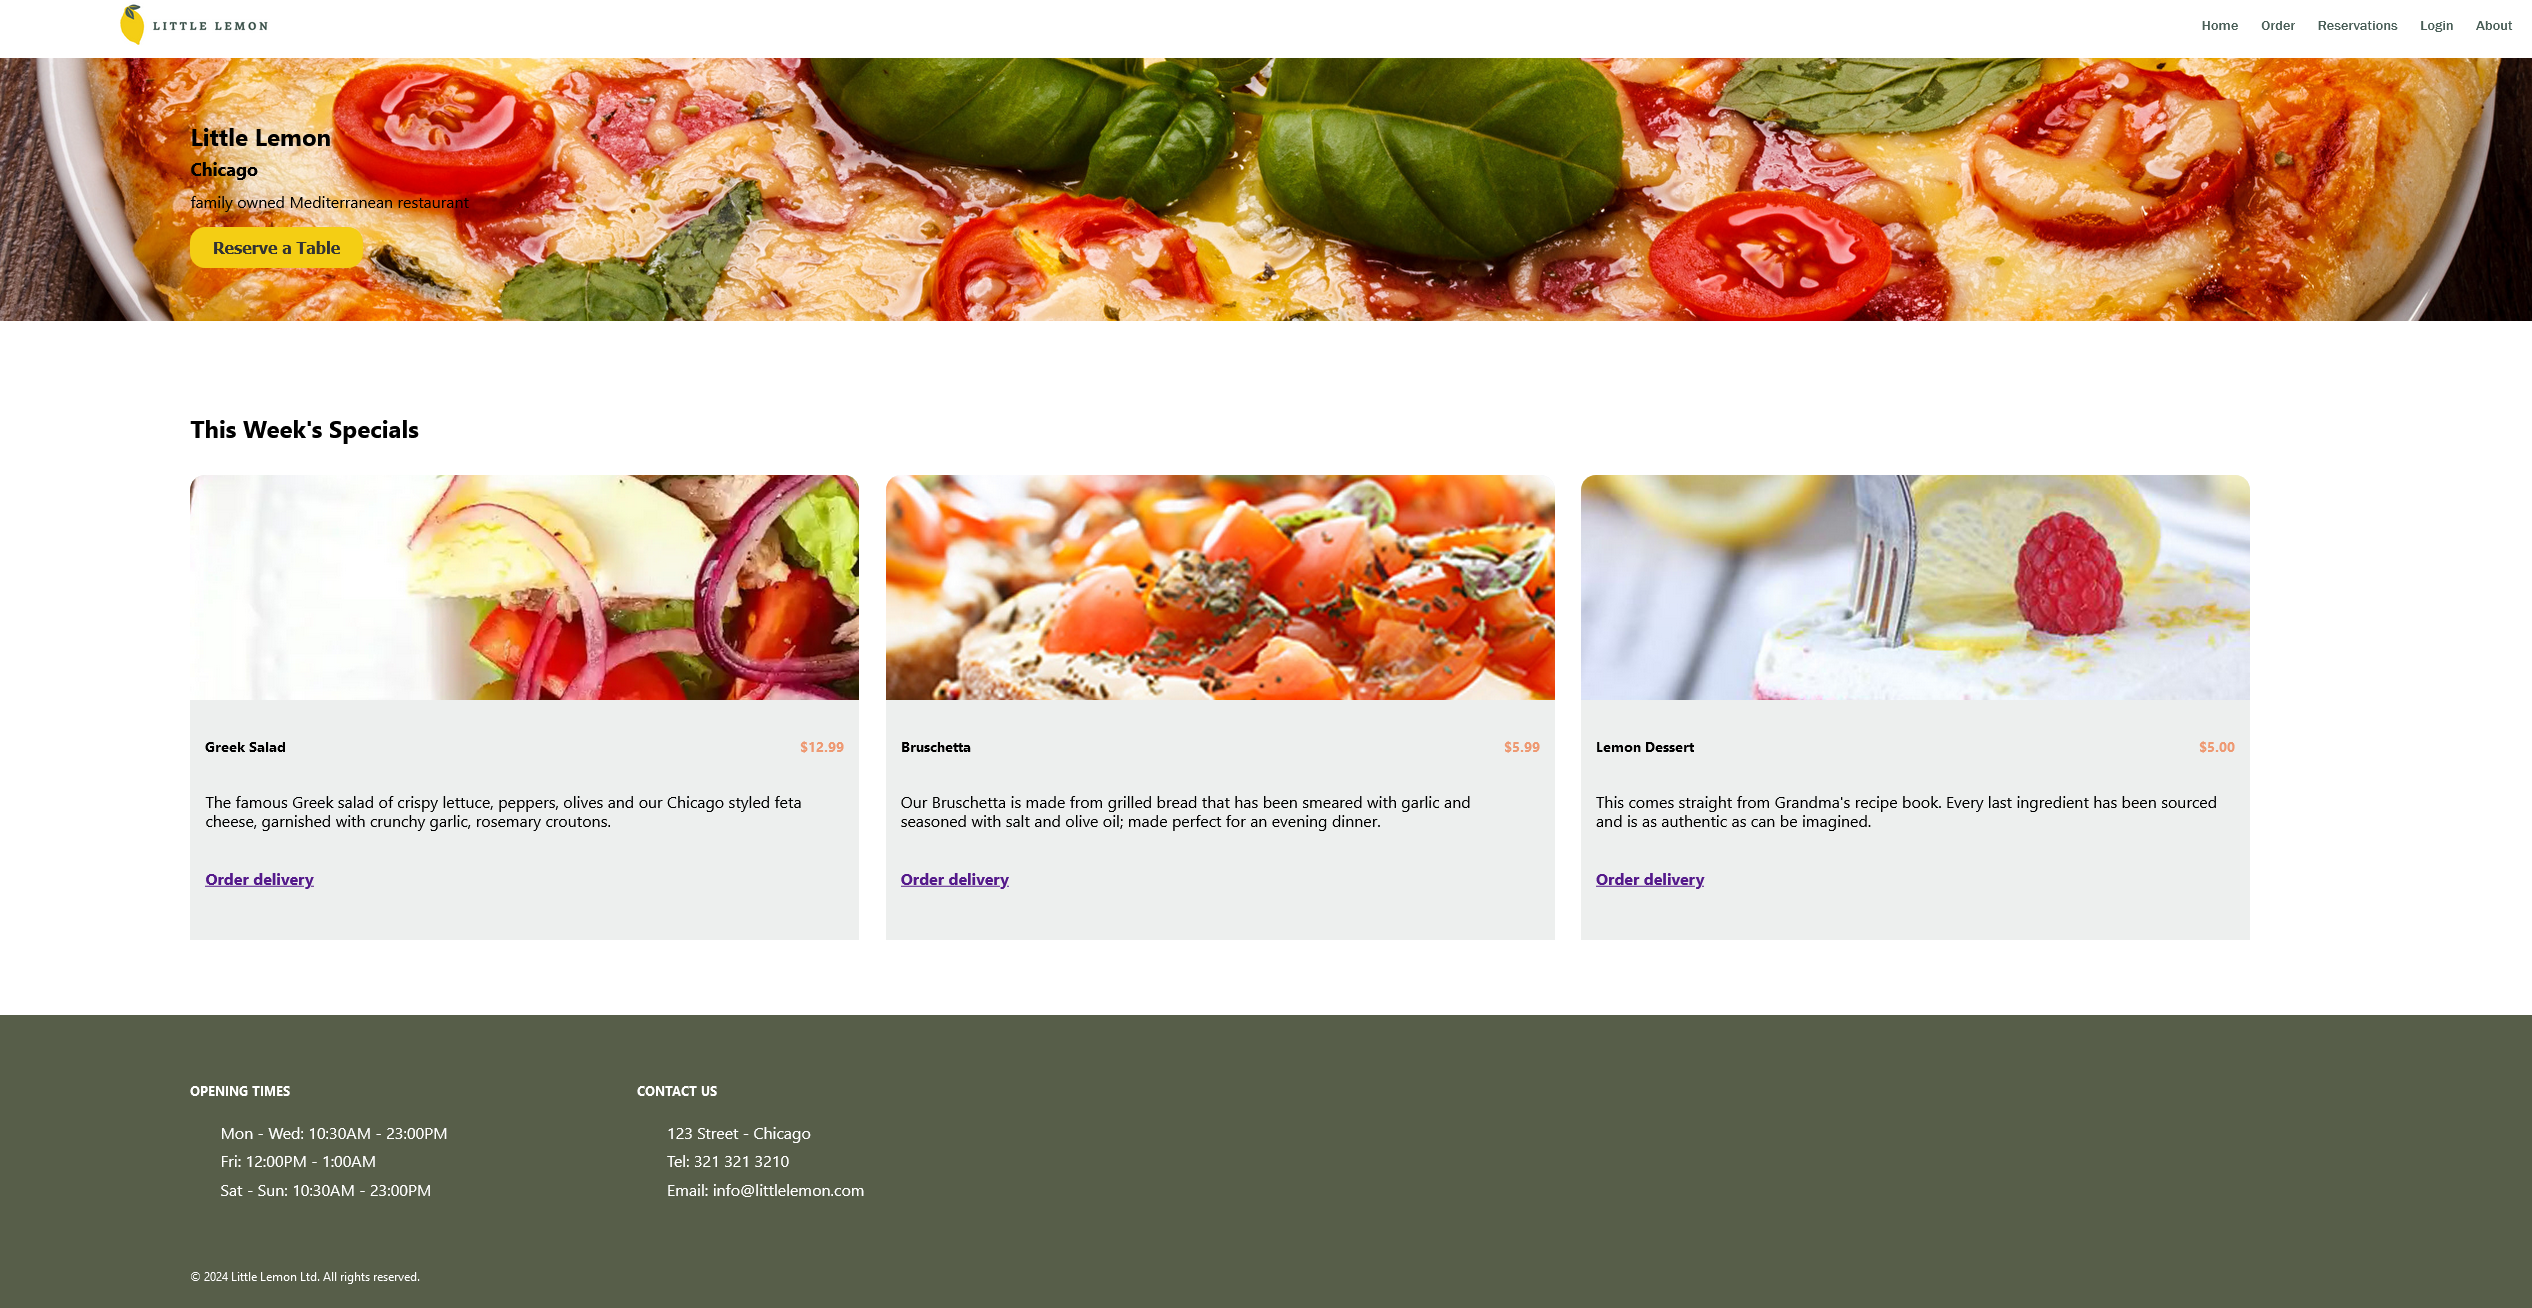 LITTLE LEMON
Home Order Reservations Login About
Little Lemon
Chicago
family owned Mediterranean restaurant
Reserve a Table
This Week's Specials
Greek Salad $12.99
The famous Greek salad of crispy lettuce, peppers, olives and our Chicago styled feta
cheese, garnished with crunchy garlic, rosemary croutons.
Order delivery
Bruschetta $5.99
Our Bruschetta is made from grilled bread that has been smeared with garlic and
seasoned with salt and olive oil; made perfect for an evening dinner.
Order delivery
Lemon Dessert $5.00
This comes straight from Grandma's recipe book. Every last ingredient has been sourced
and is as authentic as can be imagined.
Order delivery
OPENING TIMES
Mon - Wed: 10:30AM - 23:00PM
Fri: 12:00PM - 1:00AM
Sat - Sun: 10:30AM - 23:00PM
CONTACT US
123 Street - Chicago
Tel: 321 321 3210
Email: info@littlelemon.com
© 2024 Little Lemon Ltd. All rights reserved.